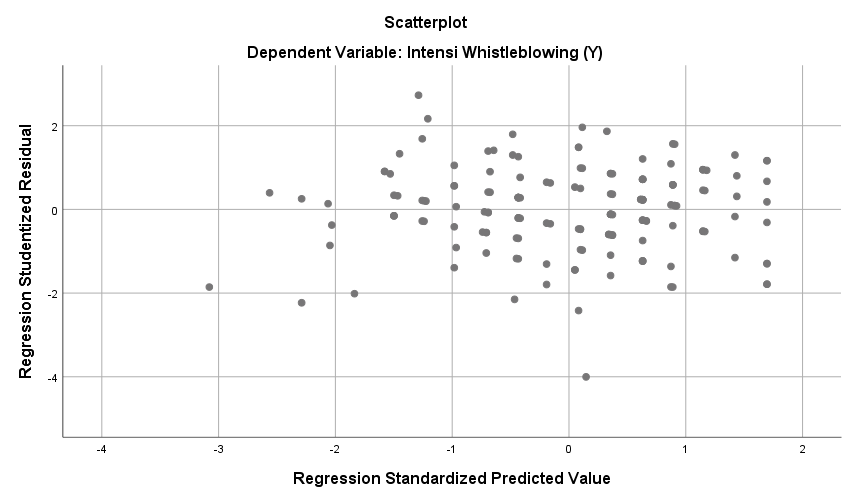 Scatterplot
Dependent Variable: Intensi Whistleblowing (Y)
Regression Studentized Residual
2
0
-2
-4
-4
-3
-2
-1
0
1
2
Regression Standardized Predicted Value